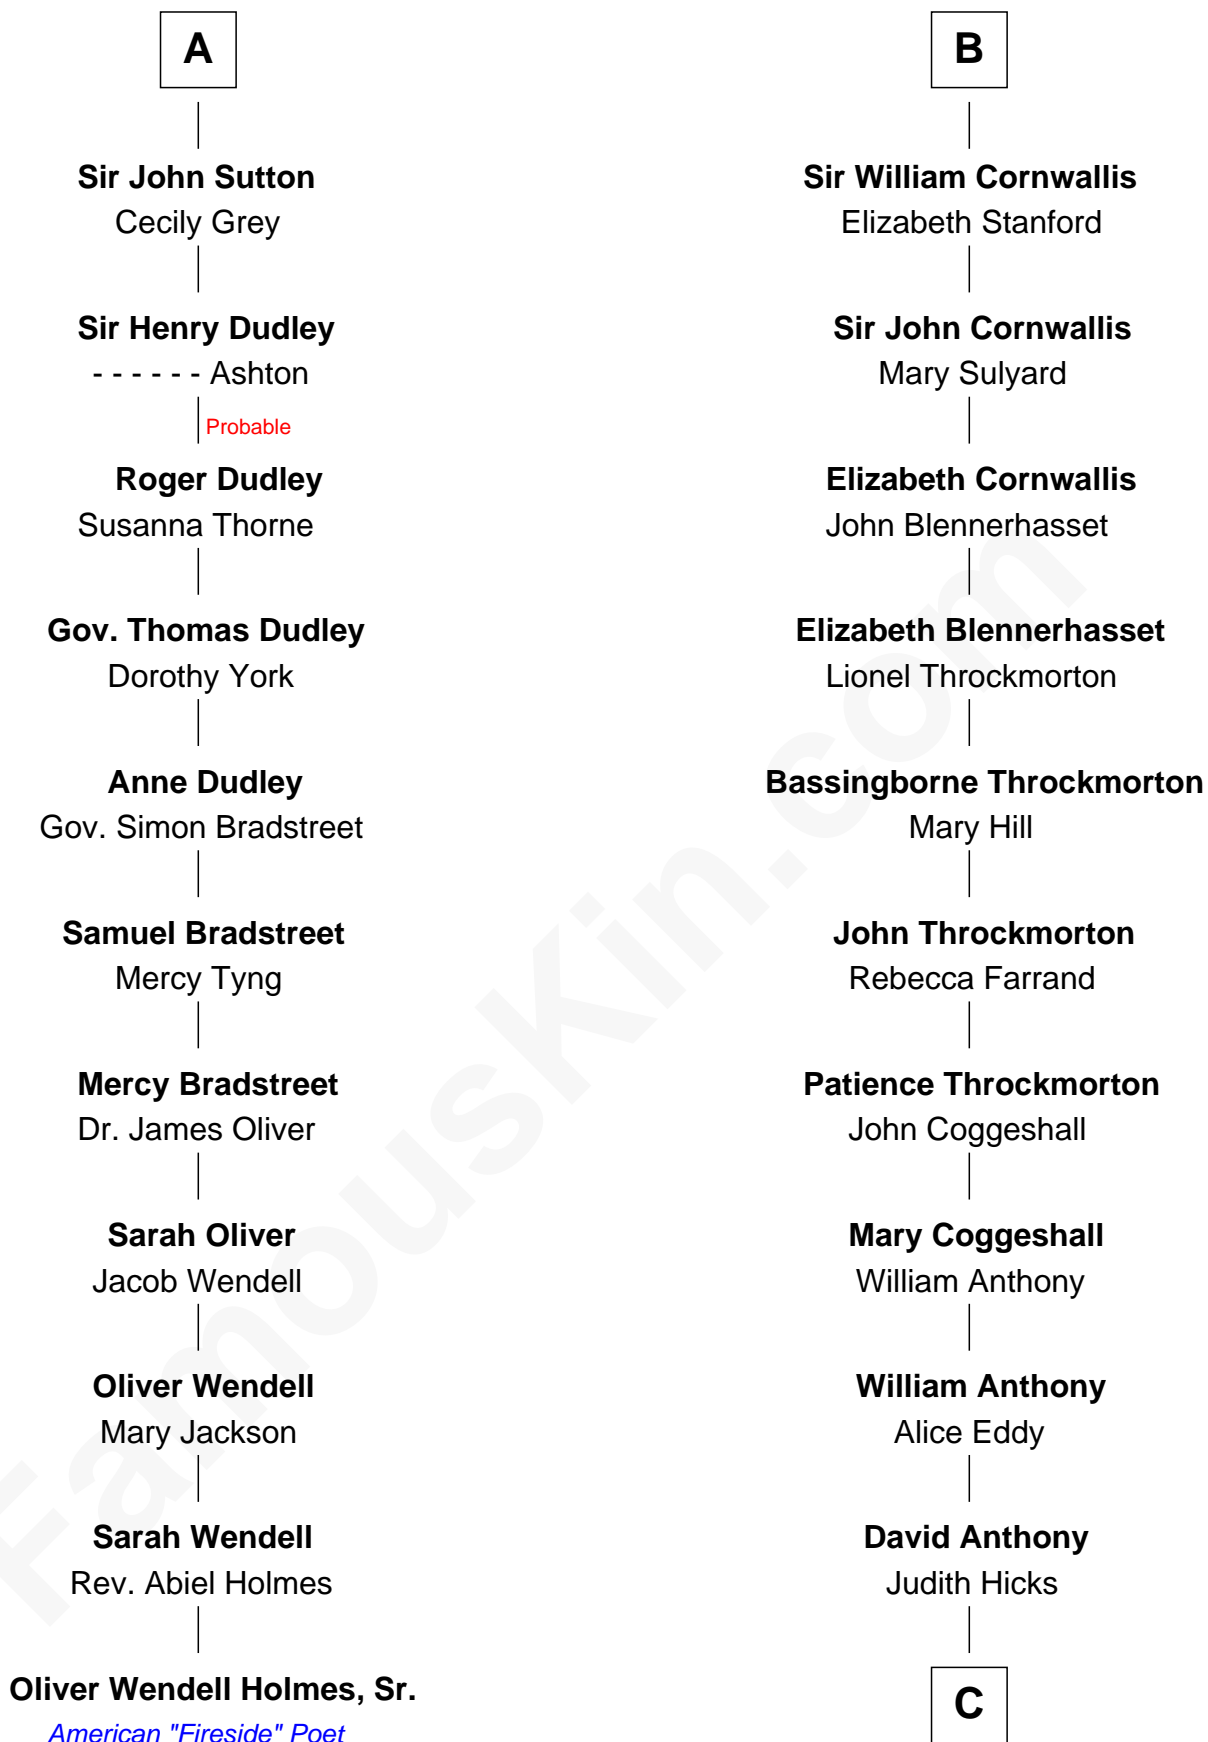 A
Sir John Sutton
Cecily Grey
Sir Henry Dudley
- - - - - - Ashton
Probable
Roger Dudley
Susanna Thorne
Gov. Thomas Dudley
Dorothy York
Anne Dudley
Gov. Simon Bradstreet
Samuel Bradstreet
Mercy Tyng
Mercy Bradstreet
Dr. James Oliver
Sarah Oliver
Jacob Wendell
Oliver Wendell
Mary Jackson
Sarah Wendell
Rev. Abiel Holmes
Oliver Wendell Holmes, Sr.
American "Fireside" Poet
B
Sir William Cornwallis
Elizabeth Stanford
Sir John Cornwallis
Mary Sulyard
Elizabeth Cornwallis
John Blennerhasset
Elizabeth Blennerhasset
Lionel Throckmorton
Bassingborne Throckmorton
Mary Hill
John Throckmorton
Rebecca Farrand
Patience Throckmorton
John Coggeshall
Mary Coggeshall
William Anthony
William Anthony
Alice Eddy
David Anthony
Judith Hicks
C
FamousKin.com